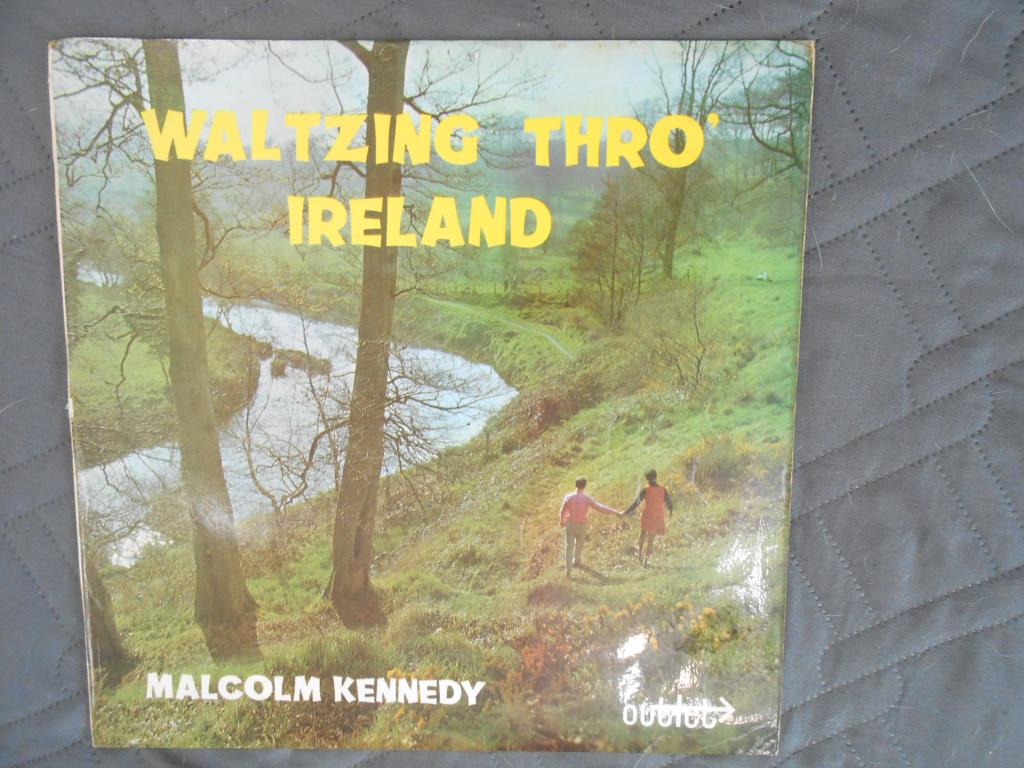 WALTZING THRO'
IRELAND
MALCOLM KENNEDY
outlet